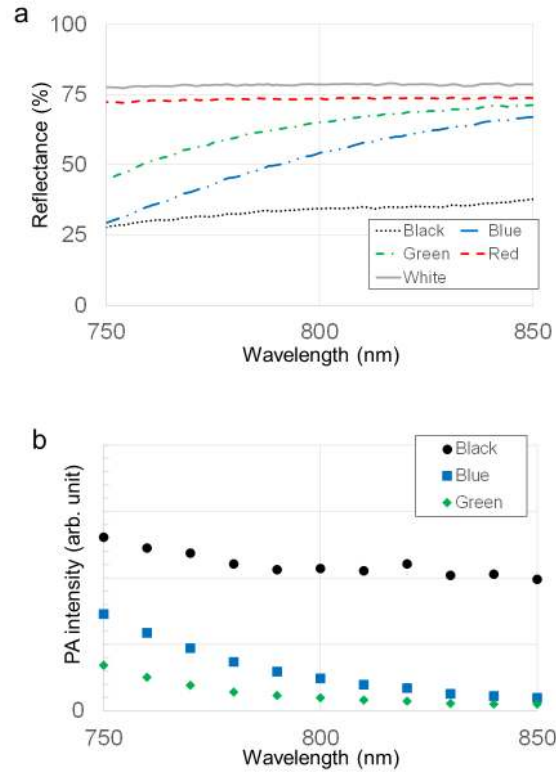 a
100
75
50
25
0
Reflectance (%)
Black Blue
Green Red
White
750 800 850
Wavelength (nm)
b
PA intensity (arb. unit)
Black
Blue
Green
0
750 800 850
Wavelength (nm)